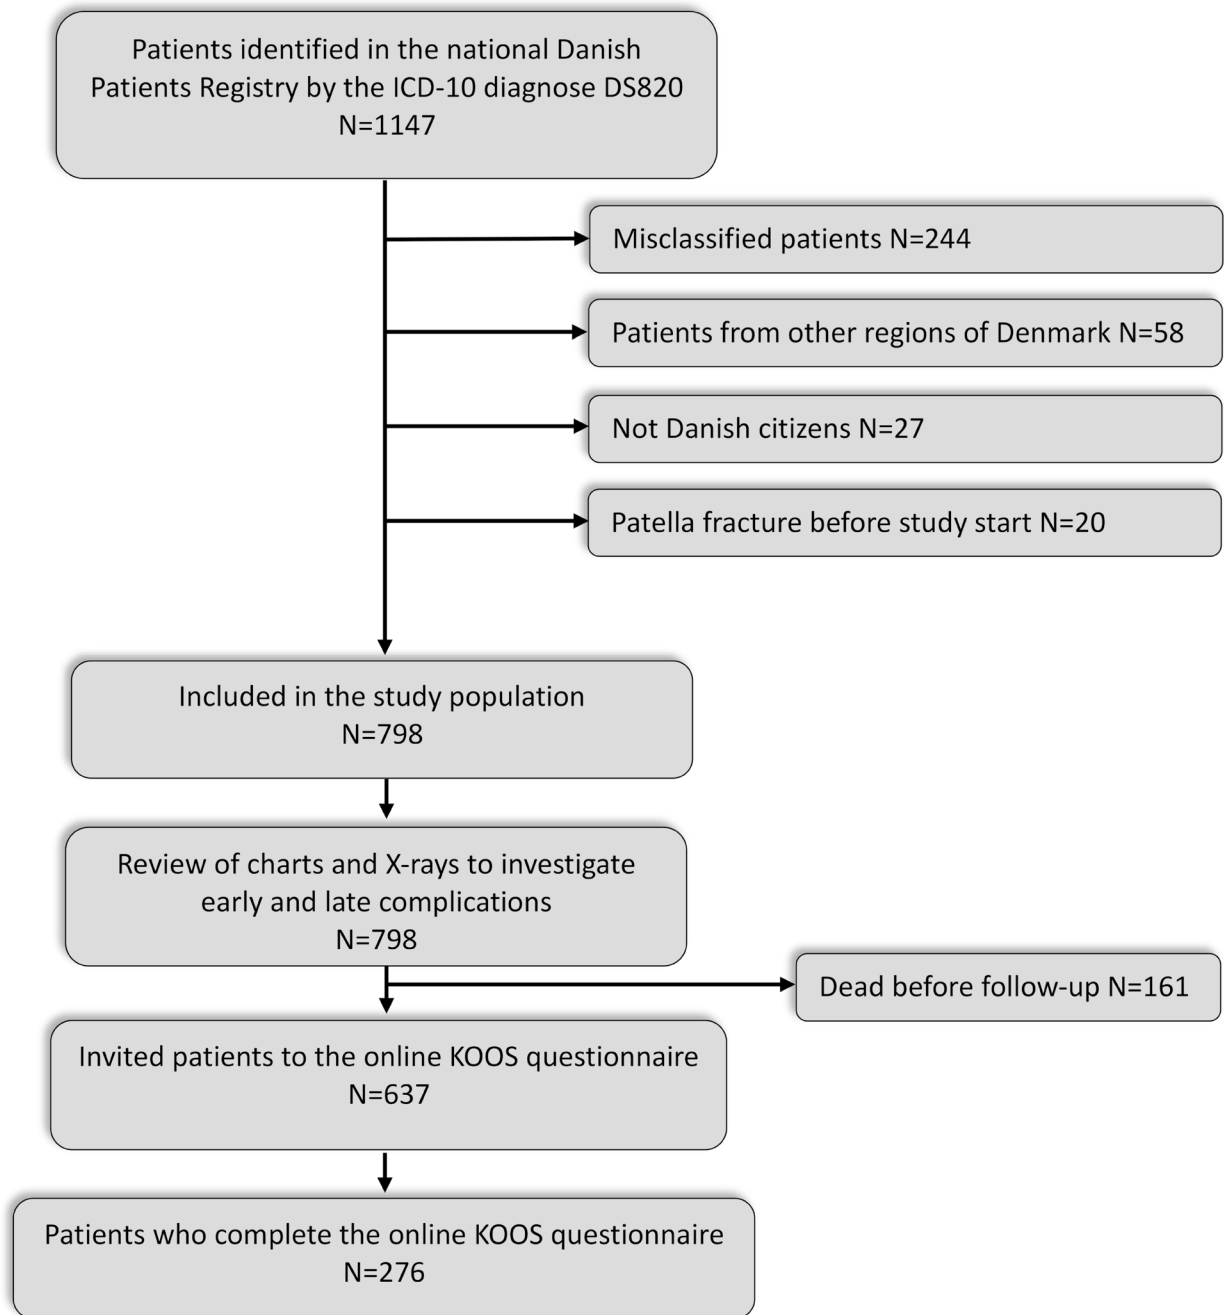 Patients identified in the national Danish
Patients Registry by the ICD-10 diagnose DS820
N=1147
Misclassified patients N=244
Patients from other regions of Denmark N=58
Not Danish citizens N=27
Patella fracture before study start N=20
Included in the study population
N=798
Review of charts and X-rays to investigate
early and late complications
N=798
Dead before follow-up N=161
Invited patients to the online KOOS questionnaire
N=637
Patients who complete the online KOOS questionnaire
N=276